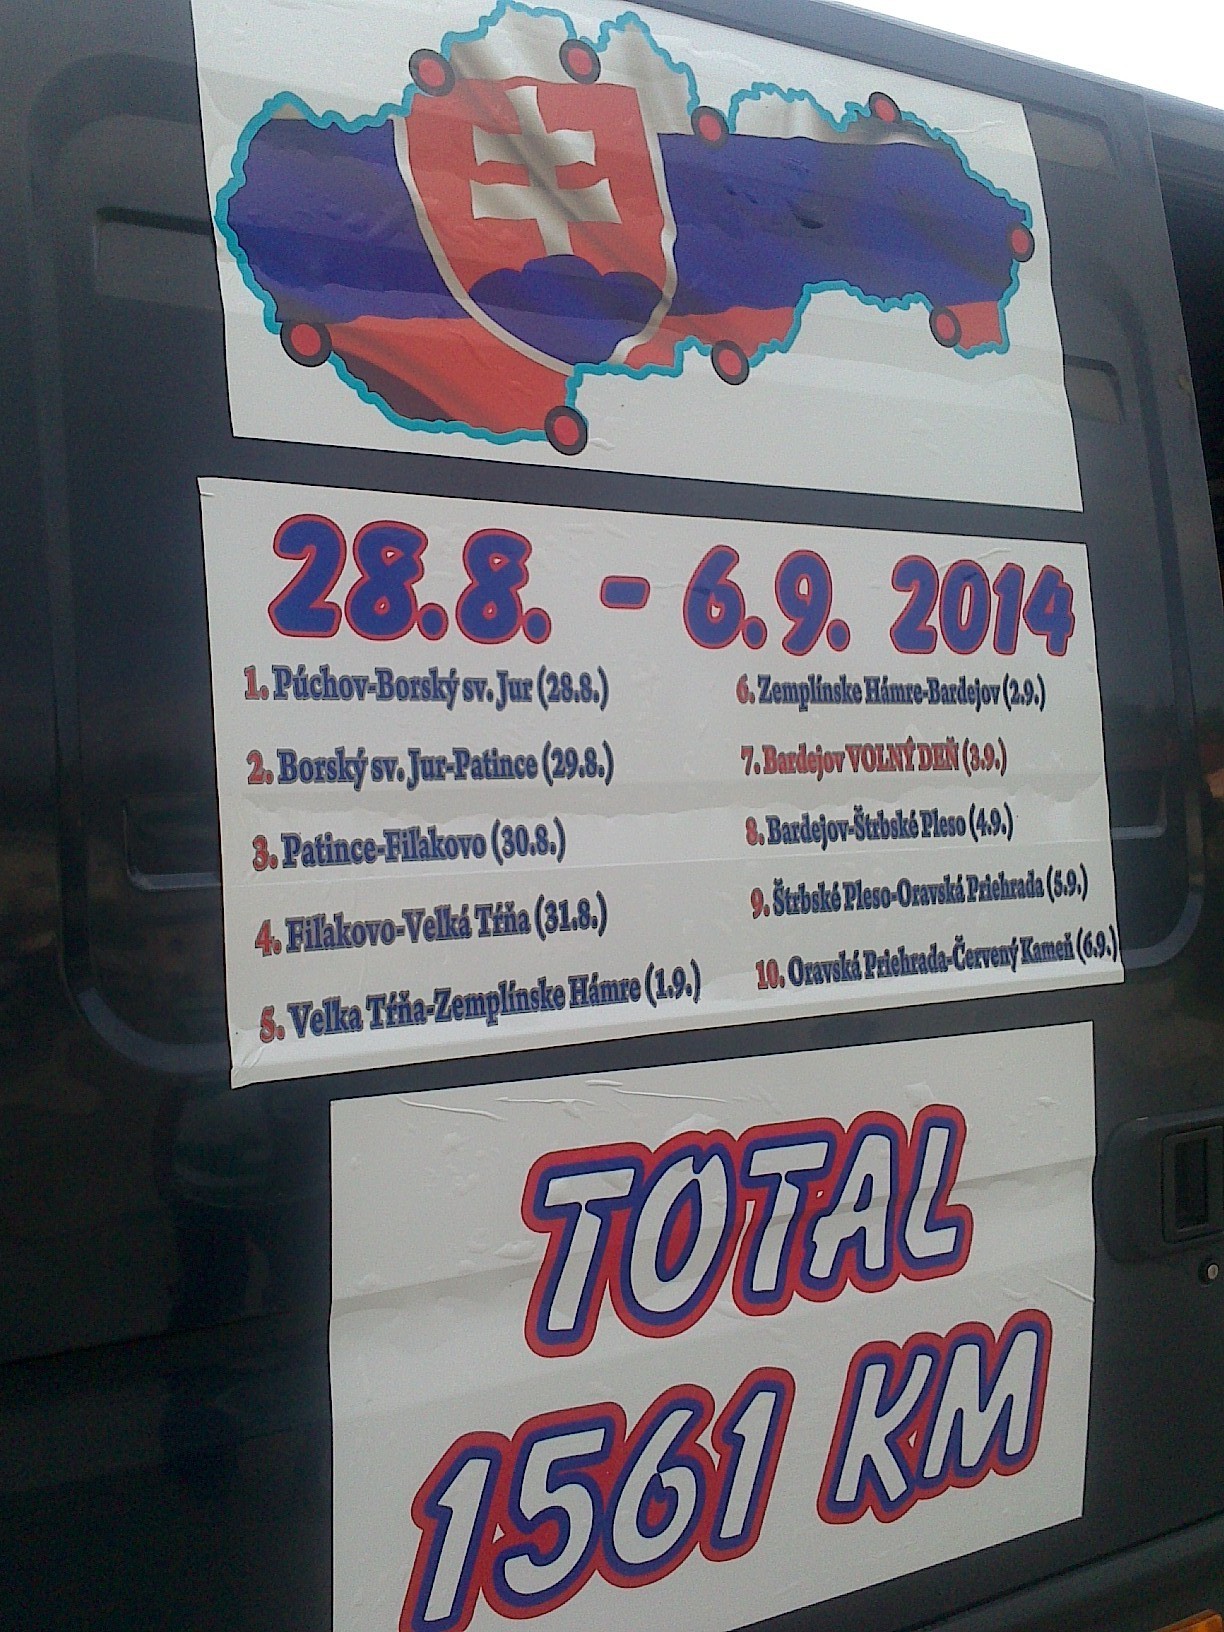 28.8. - 6.9. 2014
1. Púchov-Borský sv. Jur (28.8.)
2. Borský sv. Jur-Patince (29.8.)
3. Patince-Fiľakovo (30.8.)
4. Fiľakovo-Veľká Tŕňa (31.8.)
5. Veľka Tŕňa-Zemplínske Hámre (1.9.)
6. Zemplínske Hámre-Bardejov (2.9.)
7. Bardejov VOLNÝ DEŇ (3.9.)
8. Bardejov-Štrbské Pleso (4.9.)
9. Štrbské Pleso-Oravská Priehrada (5.9.)
10. Oravská Priehrada-Červený Kameň (6.9.)
TOTAL
1561 KM